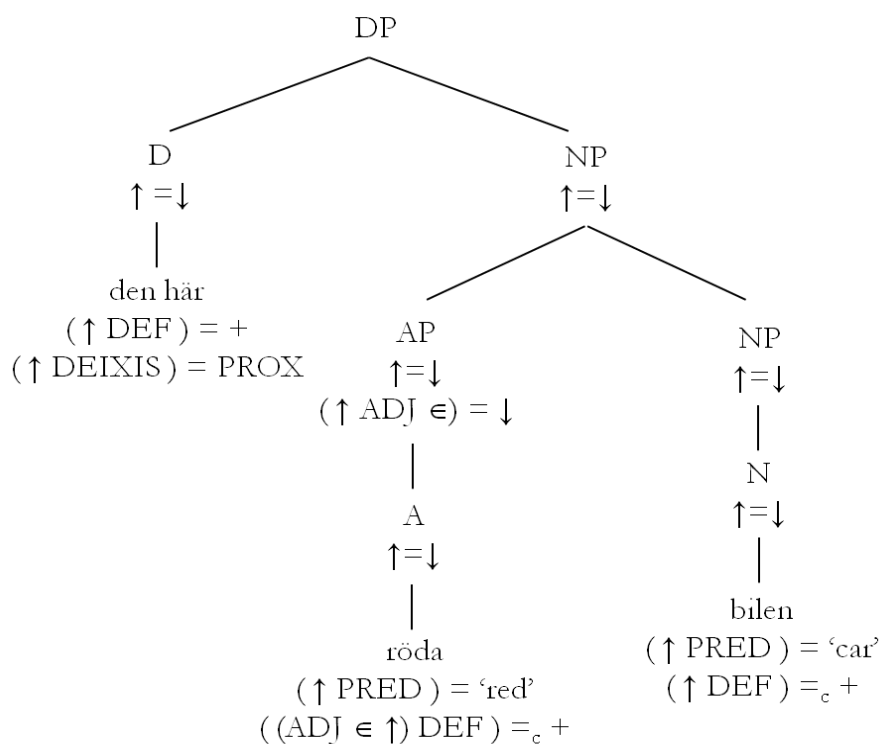 DP
D NP
↑ =↓ ↑=↓
den här
(↑ DEF) = +
(↑ DEIXIS) = PROX
AP NP
↑=↓ ↑=↓
(↑ ADJ ∈) = ↓
A N
↑=↓ ↑=↓
röda bilen
(↑ PRED) = ‘red’ (↑ PRED) = ‘car’
((ADJ ∈ ↑) DEF) =c + (↑ DEF) =c +